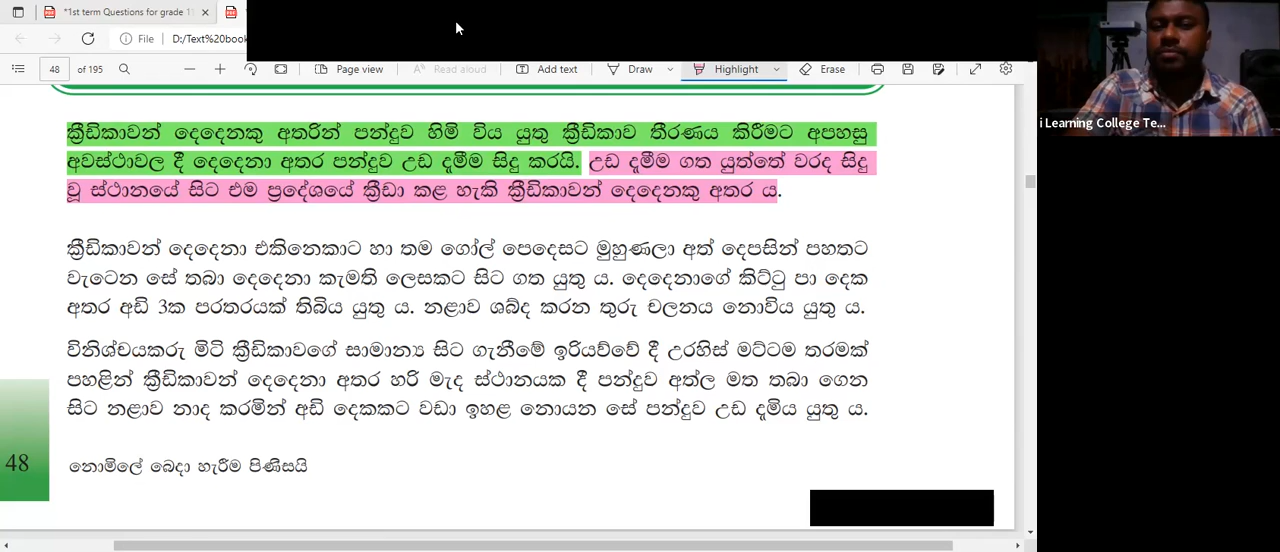 *1st term Questions for grade 1
File
D:/Text%20book
48 of 195
Page view
Read aloud
Add text
Draw
Highlight
Erase
i Learning College Te...
ක්‍රීඩිකාවන් දෙදෙනකු අතරින් පන්දුව හිමි විය යුතු ක්‍රීඩිකාව තීරණය කිරීමට අපහසු
අවස්ථාවල දී දෙදෙනා අතර පන්දුව උඩ දැමීම සිදු කරයි. උඩ දැමීම ගත යුත්තේ වරද සිදු
වූ ස්ථානයේ සිට එම ප්‍රදේශයේ ක්‍රීඩා කළ හැකි ක්‍රීඩිකාවන් දෙදෙනකු අතර ය.
ක්‍රීඩිකාවන් දෙදෙනා එකිනෙකාට හා තම ගෝල් පෙදෙසට මුහුණලා අත් දෙපසින් පහතට
වැටෙන සේ තබා දෙදෙනා කැමති ලෙසකට සිට ගත යුතු ය. දෙදෙනාගේ කිට්ටු පා දෙක
අතර අඩි 3ක පරතරයක් තිබිය යුතු ය. නළාව ශබ්ද කරන තුරු චලනය නොවිය යුතු ය.
විනිශ්චයකරු මිටි ක්‍රීඩිකාවගේ සාමාන්‍ය සිට ගැනීමේ ඉරියව්වේ දී උරහිස් මට්ටම තරමක්
පහළින් ක්‍රීඩිකාවන් දෙදෙනා අතර හරි මැද ස්ථානයක දී පන්දුව අත්ල මත තබා ගෙන
සිට නළාව නාද කරමින් අඩි දෙකකට වඩා ඉහළ නොයන සේ පන්දුව උඩ දැමිය යුතු ය.
48
නොමිලේ බෙදා හැරීම පිණිසයි